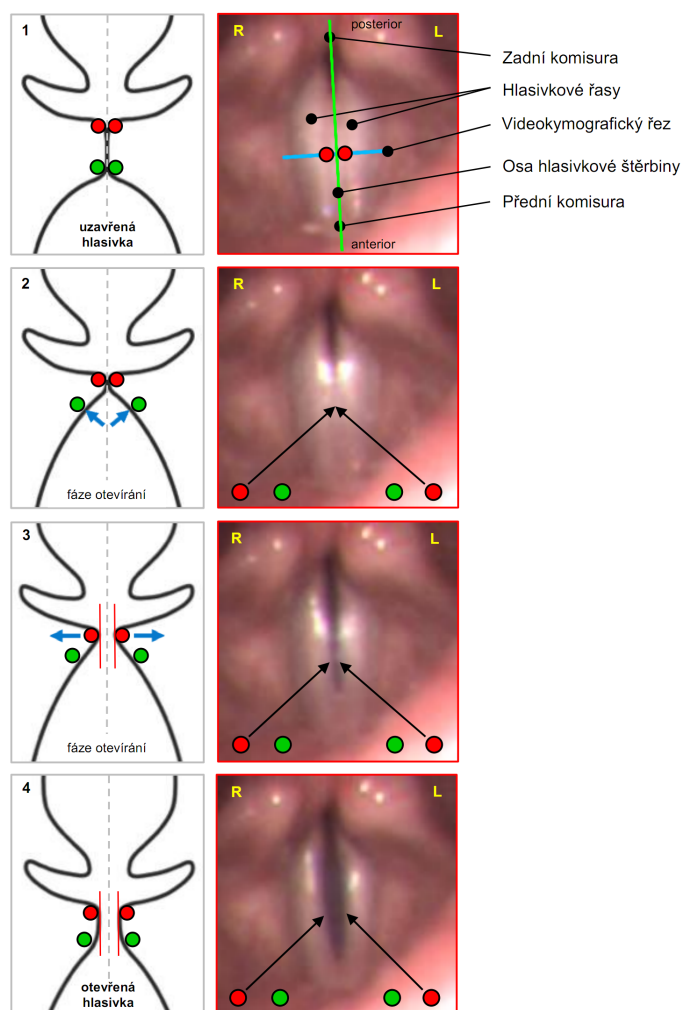 1
uzavřená
hlasivka
R
posterior
L
Zadní komisura
Hlasivkové řasy
Videokymografický řez
Osa hlasivkové štěrbiny
Přední komisura
anterior
2
fáze otevírání
R
L
3
fáze otevírání
R
L
4
otevřená
hlasivka
R
L